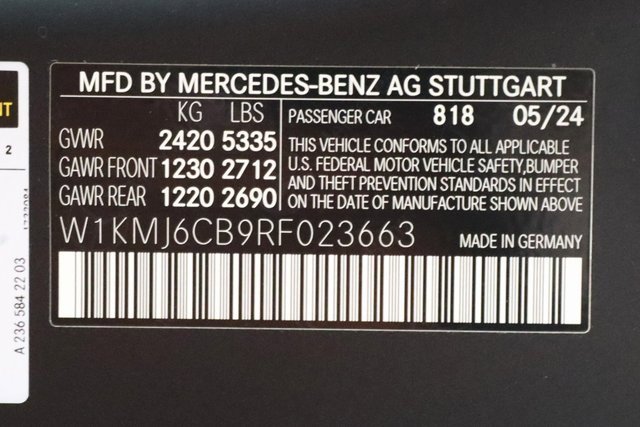 MFD BY MERCEDES-BENZ AG STUTTGART
KG LBS
GVWR 2420 5335
GAWR FRONT 1230 2712
GAWR REAR 1220 2690
PASSENGER CAR 818 05/24
THIS VEHICLE CONFORMS TO ALL APPLICABLE
U.S. FEDERAL MOTOR VEHICLE SAFETY,BUMPER
AND THEFT PREVENTION STANDARDS IN EFFECT
ON THE DATE OF MANUFACTURE SHOWN ABOVE
W1KMJ6CB9RF023663 MADE IN GERMANY
2
A 236 584 22 03